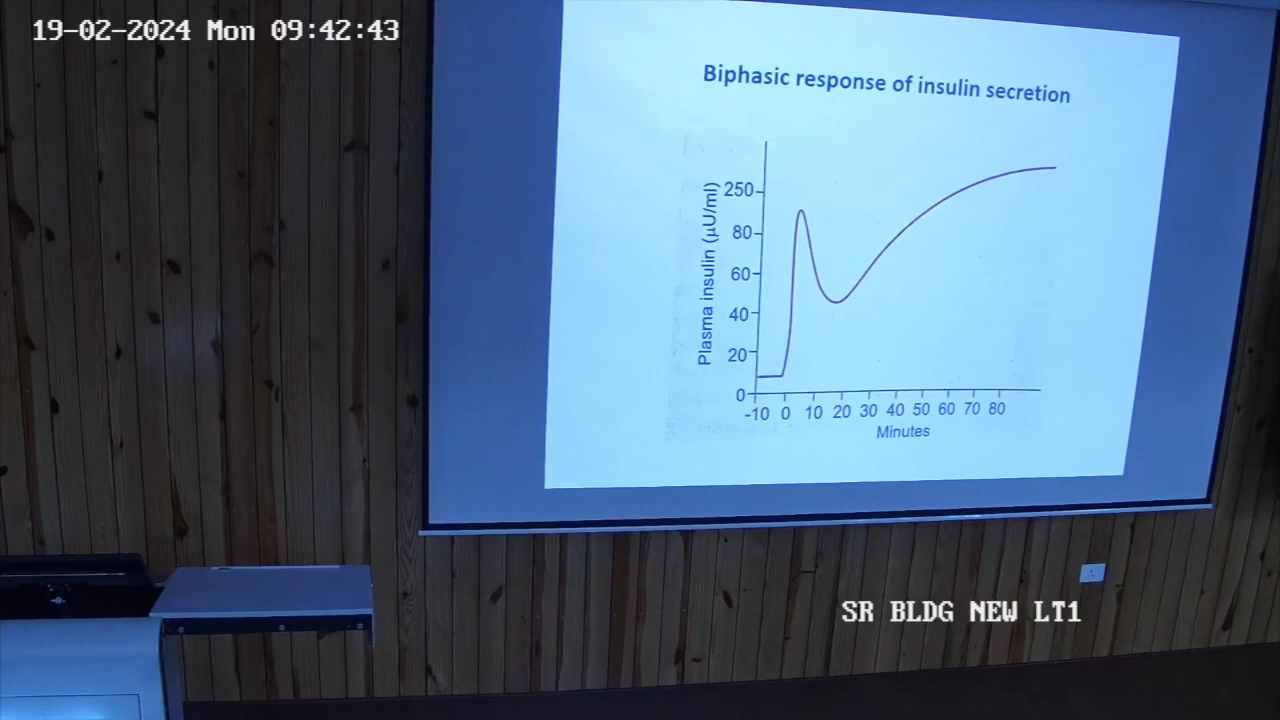 19-02-2024 Mon 09:42:43
Biphasic response of insulin secretion
Plasma insulin (μU/ml)
250
80
60
40
20
0
-10 0 10 20 30 40 50 60 70 80
Minutes
SR BLDG NEW LT1